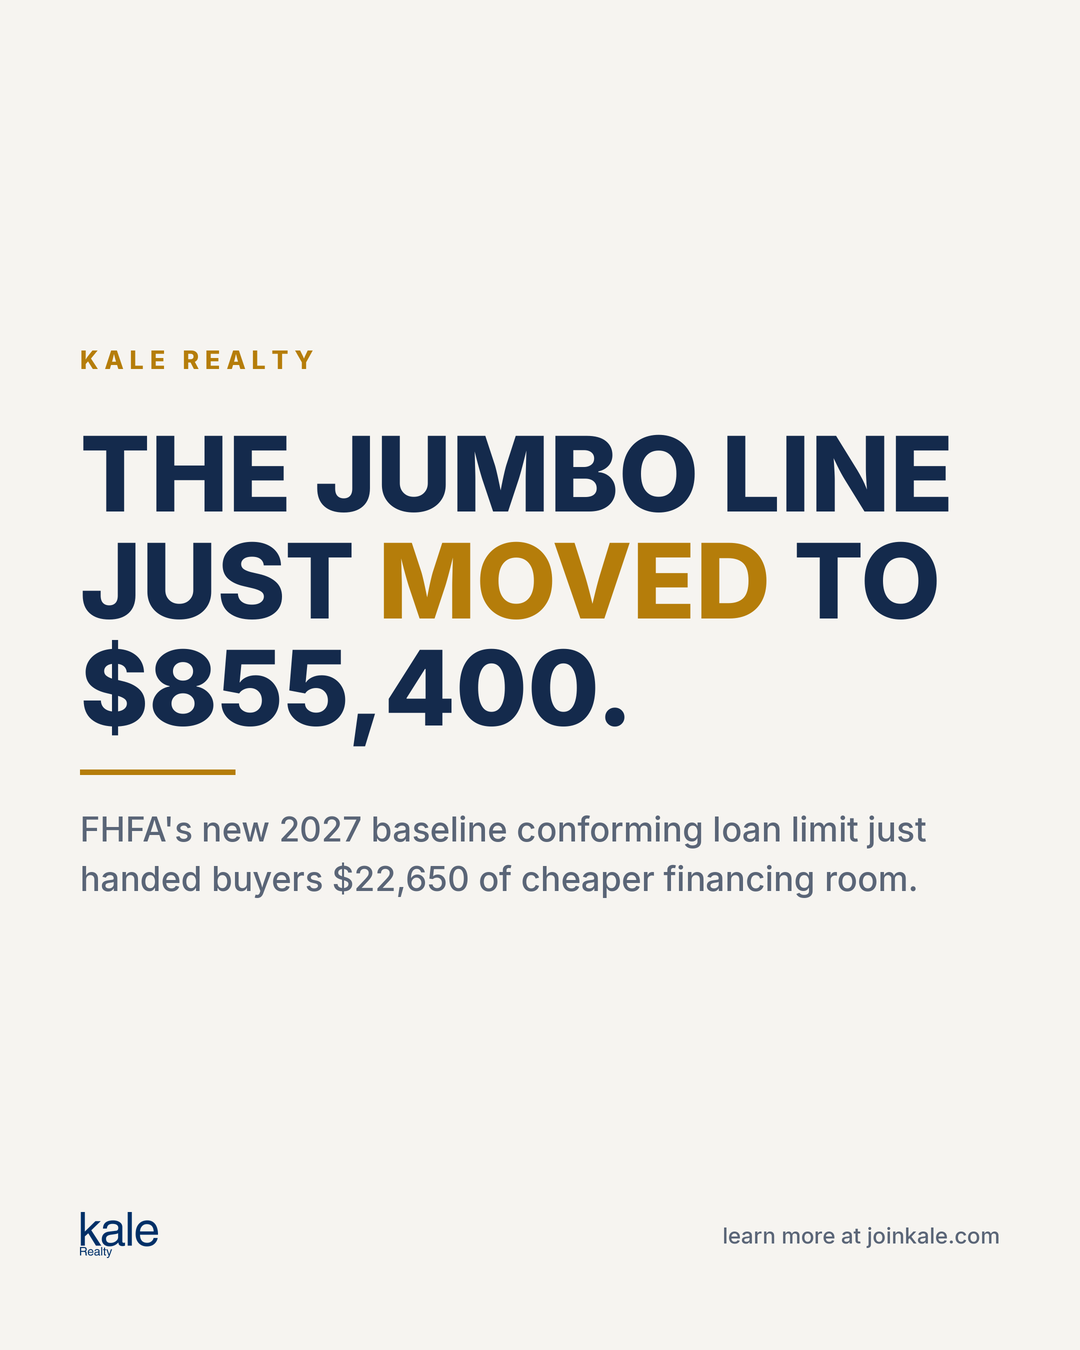 KALE REALTY
THE JUMBO LINE
JUST MOVED TO
$855,400.
FHFA's new 2027 baseline conforming loan limit just
handed buyers $22,650 of cheaper financing room.
kale
Realty
learn more at joinkale.com